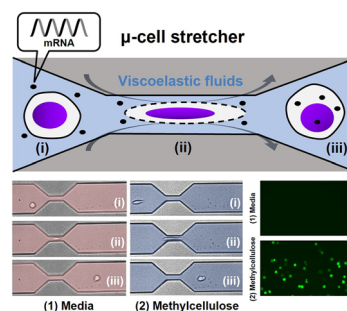 mRNA
μ-cell stretcher
Viscoelastic fluids
(i)
(ii)
(iii)
(i)
(ii)
(iii)
(i)
(ii)
(iii)
(1) Media
(2) Methylcellulose
(1) Media
(2) Methylcellulose